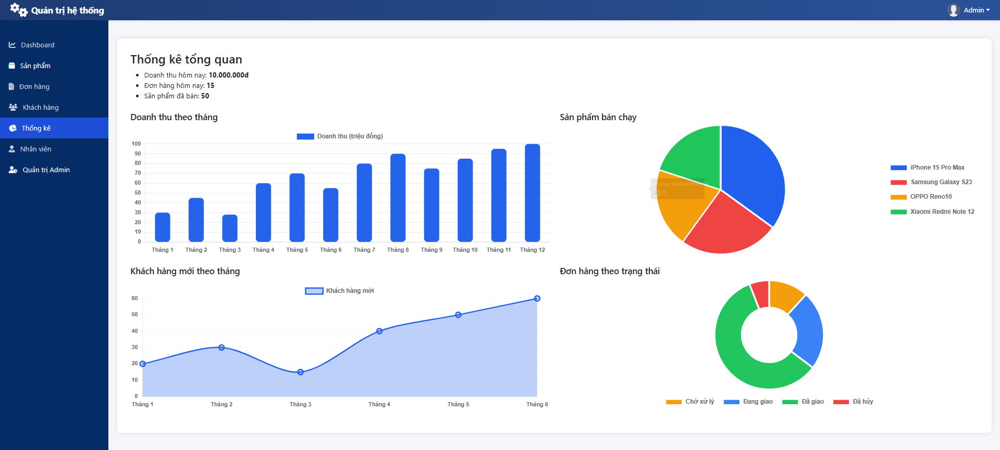 Quản trị hệ thống
Admin
Dashboard
Sản phẩm
Đơn hàng
Khách hàng
Thống kê
Nhân viên
Quản trị Admin
Thống kê tổng quan
Doanh thu hôm nay: 10.000.000đ
Đơn hàng hôm nay: 15
Sản phẩm đã bán: 50
Doanh thu theo tháng
Doanh thu (triệu đồng)
100
90
80
70
60
50
40
30
20
10
0
Tháng 1 Tháng 2 Tháng 3 Tháng 4 Tháng 5 Tháng 6 Tháng 7 Tháng 8 Tháng 9 Tháng 10 Tháng 11 Tháng 12
Sản phẩm bán chạy
Redmi
20
iPhone 15 Pro Max
Samsung Galaxy S23
OPPO Reno10
Xiaomi Redmi Note 12
Khách hàng mới theo tháng
Khách hàng mới
60
50
40
30
20
10
0
Tháng 1 Tháng 2 Tháng 3 Tháng 4 Tháng 5 Tháng 6
Đơn hàng theo trạng thái
Chờ xử lý Đang giao Đã giao Đã hủy